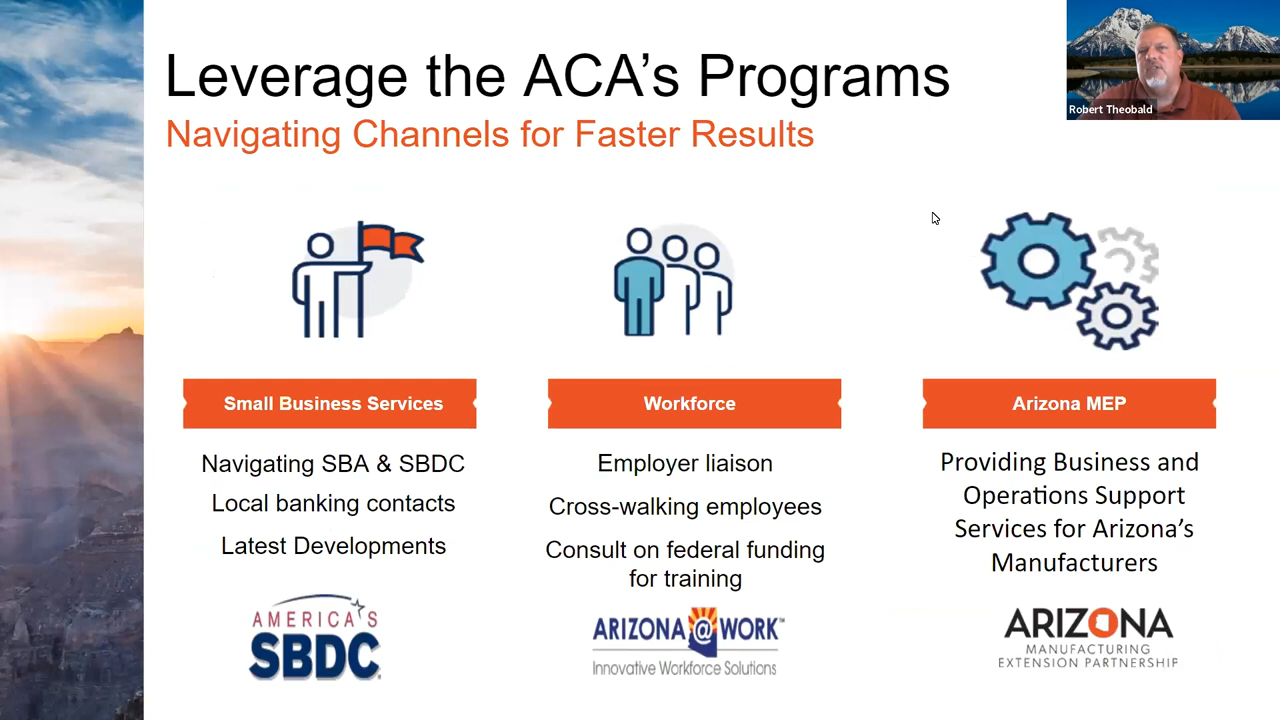 Leverage the ACA's Programs
Navigating Channels for Faster Results
Robert Theobald
Small Business Services
Navigating SBA & SBDC
Local banking contacts
Latest Developments
AMERICA'S
SBDC
Workforce
Employer liaison
Cross-walking employees
Consult on federal funding
for training
ARIZONA@WORK™
Innovative Workforce Solutions
Arizona MEP
Providing Business and
Operations Support
Services for Arizona's
Manufacturers
ARIZONA
MANUFACTURING
EXTENSION PARTNERSHIP